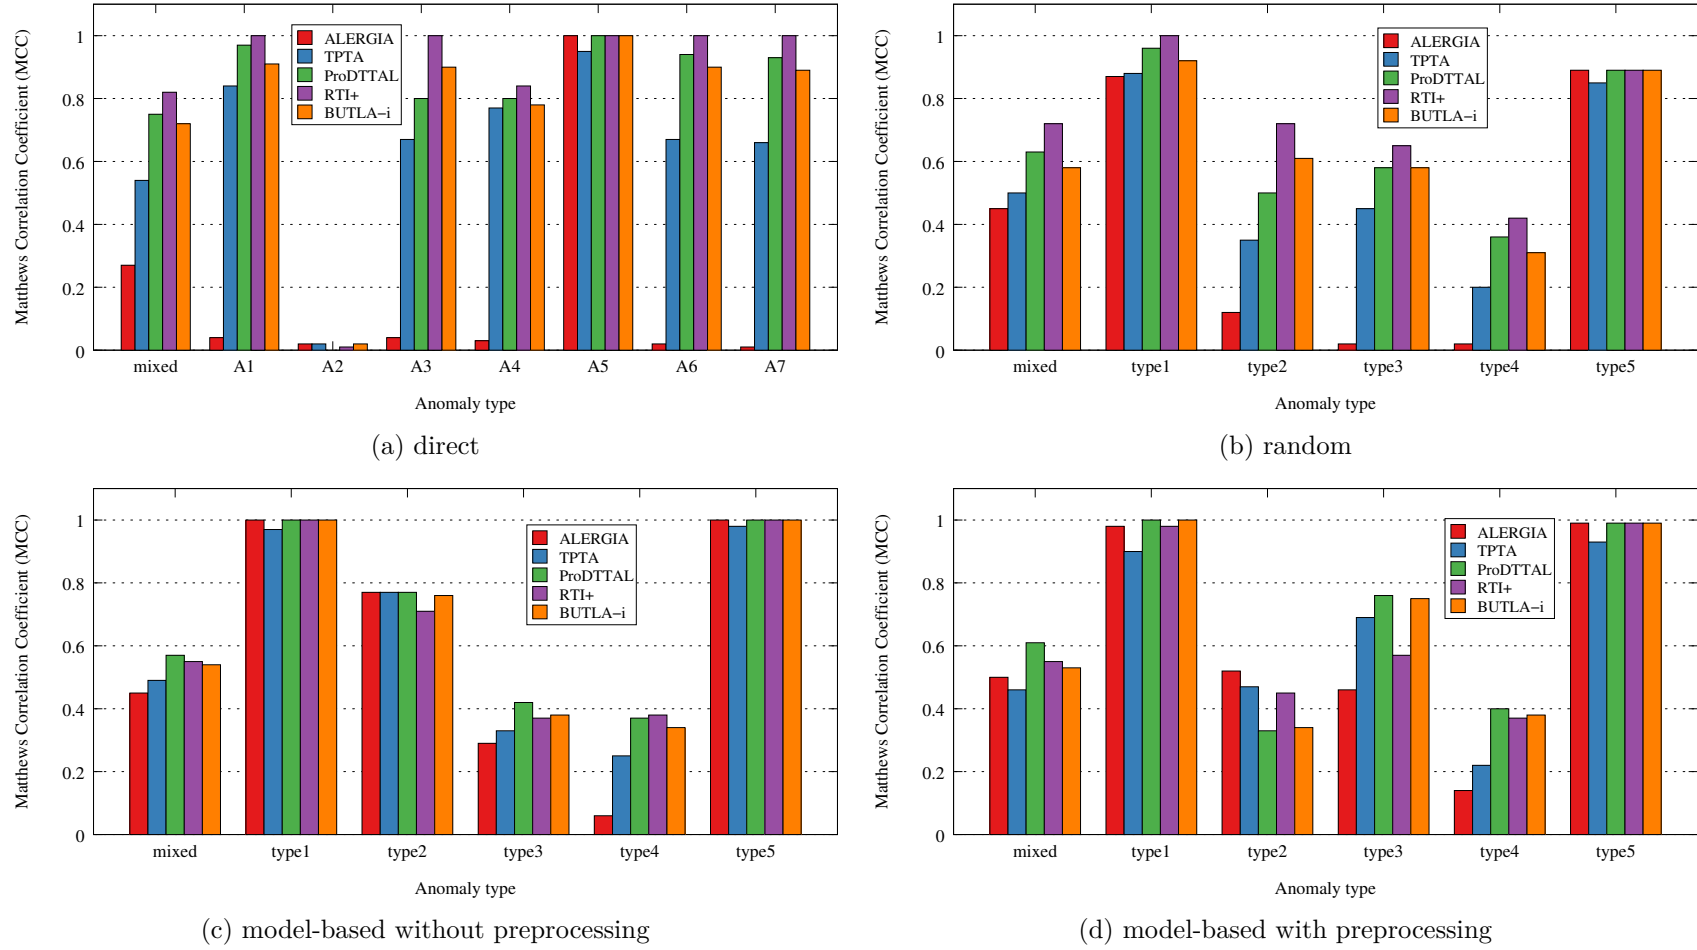 Matthews Correlation Coefficient (MCC)
1
0.8
0.6
0.4
0.2
0
ALERGIA
TPTA
ProDTTAL
RTI+
BUTLA−i
mixed A1 A2 A3 A4 A5 A6 A7
Anomaly type
(a) direct
Matthews Correlation Coefficient (MCC)
1
0.8
0.6
0.4
0.2
0
ALERGIA
TPTA
ProDTTAL
RTI+
BUTLA−i
mixed type1 type2 type3 type4 type5
Anomaly type
(b) random
Matthews Correlation Coefficient (MCC)
1
0.8
0.6
0.4
0.2
0
ALERGIA
TPTA
ProDTTAL
RTI+
BUTLA−i
mixed type1 type2 type3 type4 type5
Anomaly type
(c) model-based without preprocessing
Matthews Correlation Coefficient (MCC)
1
0.8
0.6
0.4
0.2
0
ALERGIA
TPTA
ProDTTAL
RTI+
BUTLA−i
mixed type1 type2 type3 type4 type5
Anomaly type
(d) model-based with preprocessing